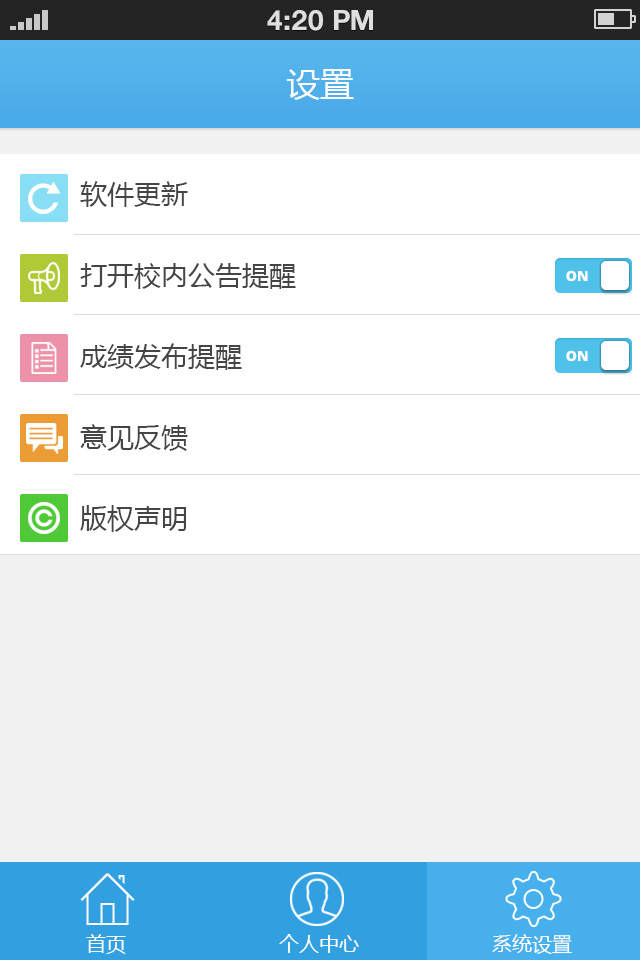 4:20 PM
设置
软件更新
打开校内公告提醒
ON
成绩发布提醒
ON
意见反馈
版权声明
首页
个人中心
系统设置